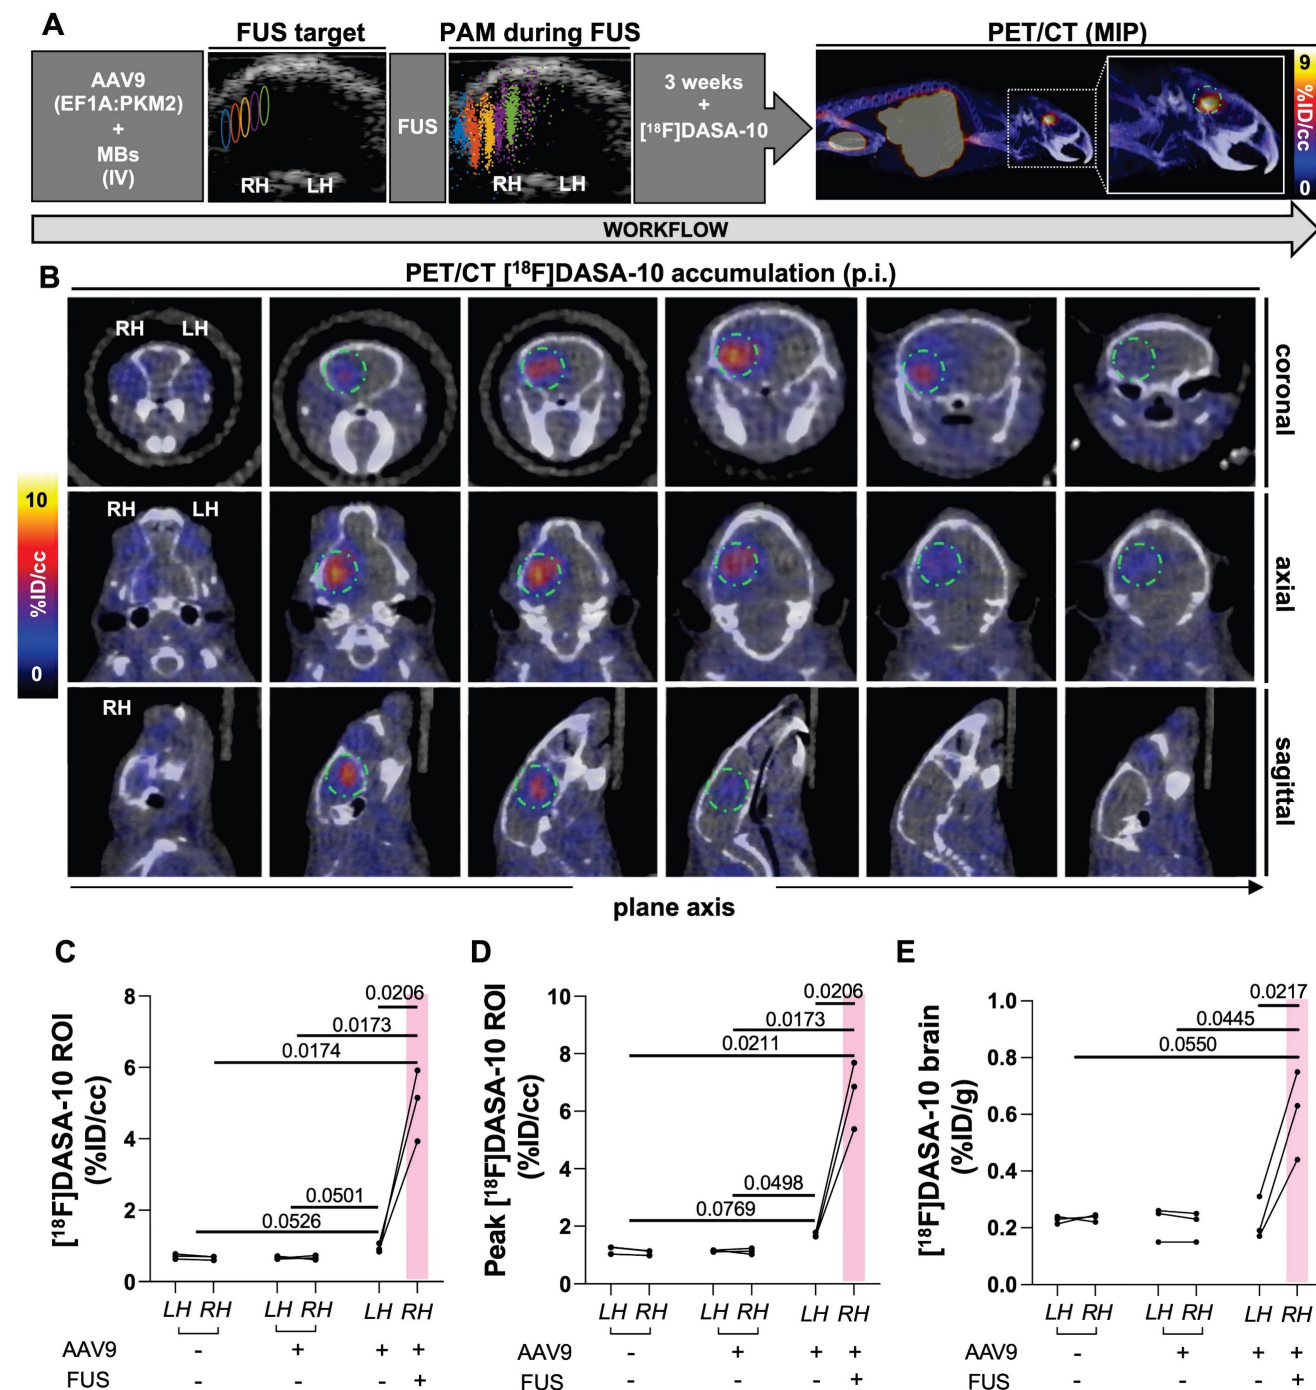 A
FUS target
PAM during FUS
PET/CT (MIP)
AAV9
(EF1A:PKM2)
+
MBs
(IV)
RH LH
FUS
RH LH
3 weeks
+
[¹⁸F]DASA-10
9
%ID/cc
0
WORKFLOW
B
PET/CT [¹⁸F]DASA-10 accumulation (p.i.)
RH LH
coronal
10
%ID/cc
0
RH LH
axial
RH
sagittal
plane axis
C
[¹⁸F]DASA-10 ROI
(%ID/cc)
8
6
4
2
0
0.0206
0.0173
0.0174
0.0501
0.0526
LH RH LH RH LH RH
AAV9 - + + +
FUS - - - +
D
Peak [¹⁸F]DASA-10 ROI
(%ID/cc)
10
8
6
4
2
0
0.0206
0.0173
0.0211
0.0498
0.0769
LH RH LH RH LH RH
AAV9 - + + +
FUS - - - +
E
[¹⁸F]DASA-10 brain
(%ID/g)
1.0
0.8
0.6
0.4
0.2
0.0
0.0217
0.0445
0.0550
LH RH LH RH LH RH
AAV9 - + + +
FUS - - - +